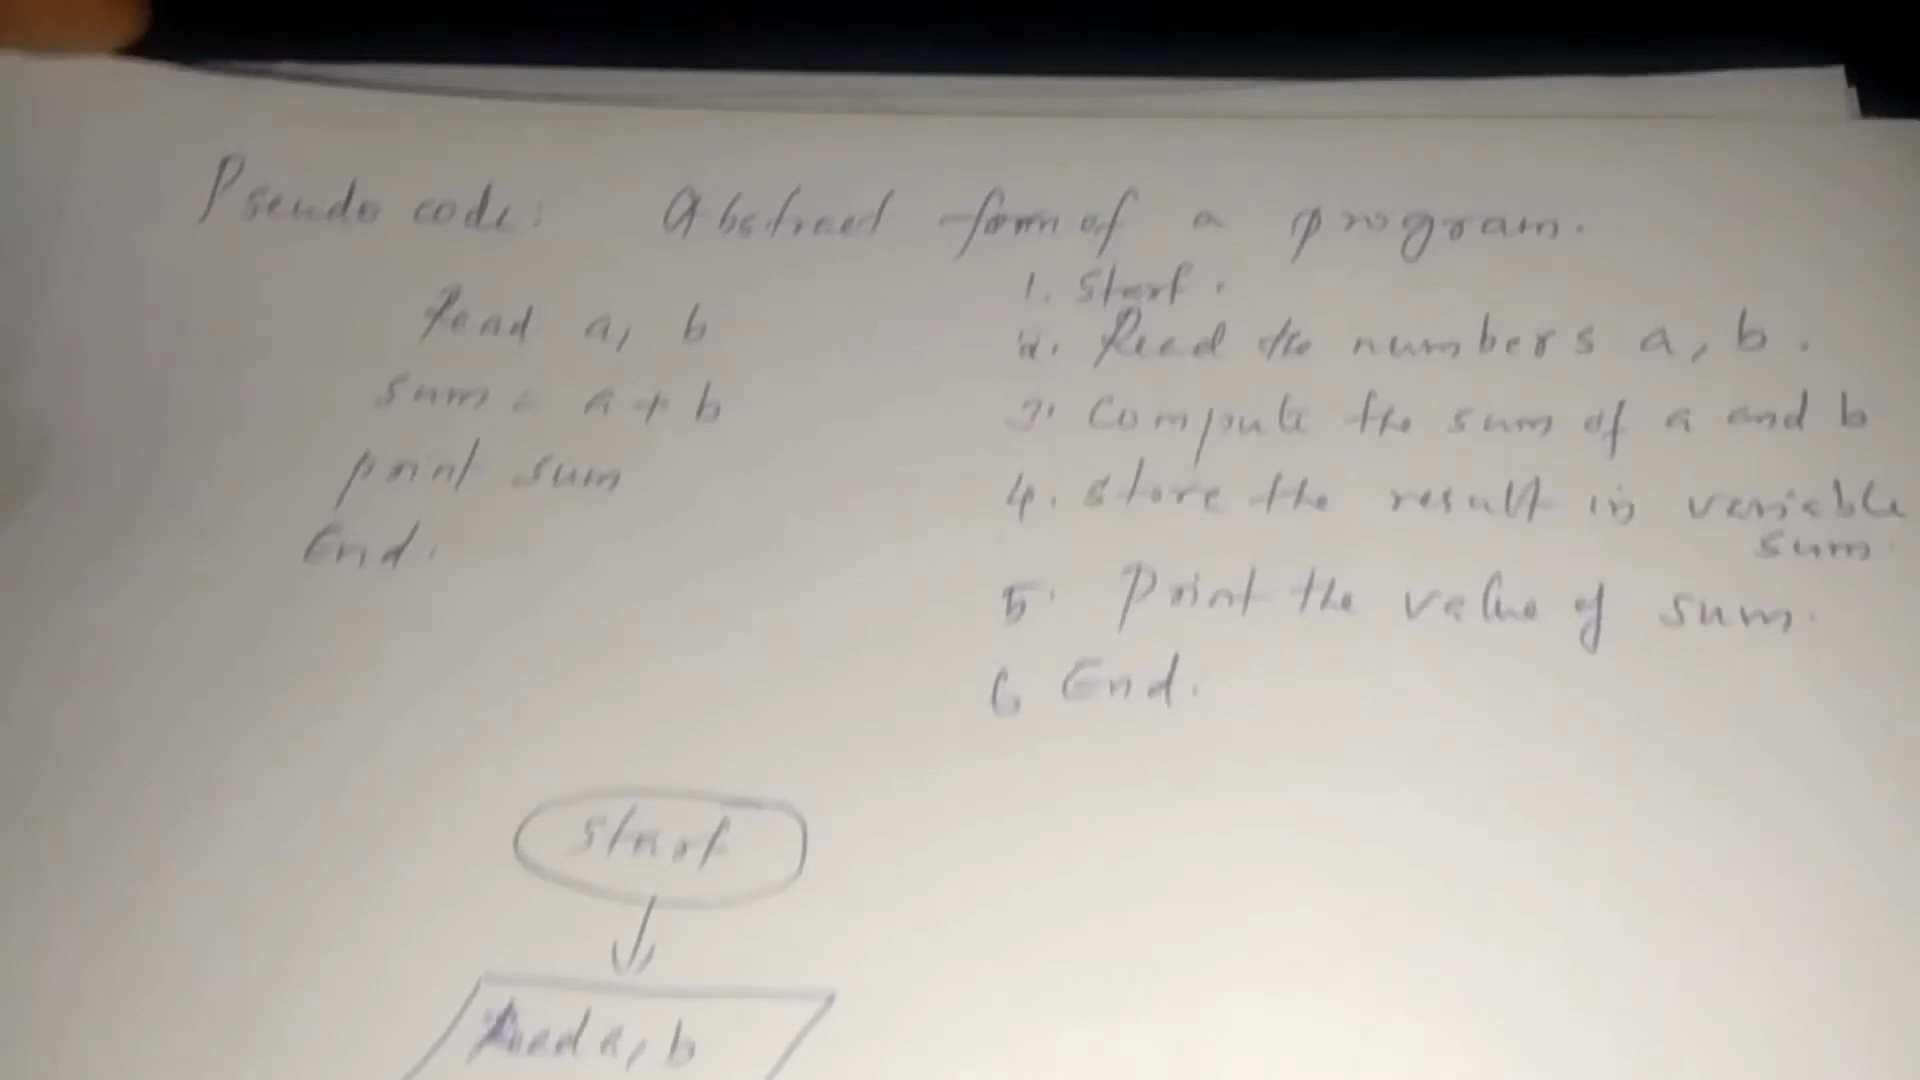 Pseudo code: Abstract form of a program.
Read a, b
sum = a + b
print sum
End.
1. Start.
2. Read the numbers a, b.
3. Compute the sum of a and b
4. Store the result in variable
sum.
5. Print the value of sum.
6 End.
Start
Read a, b